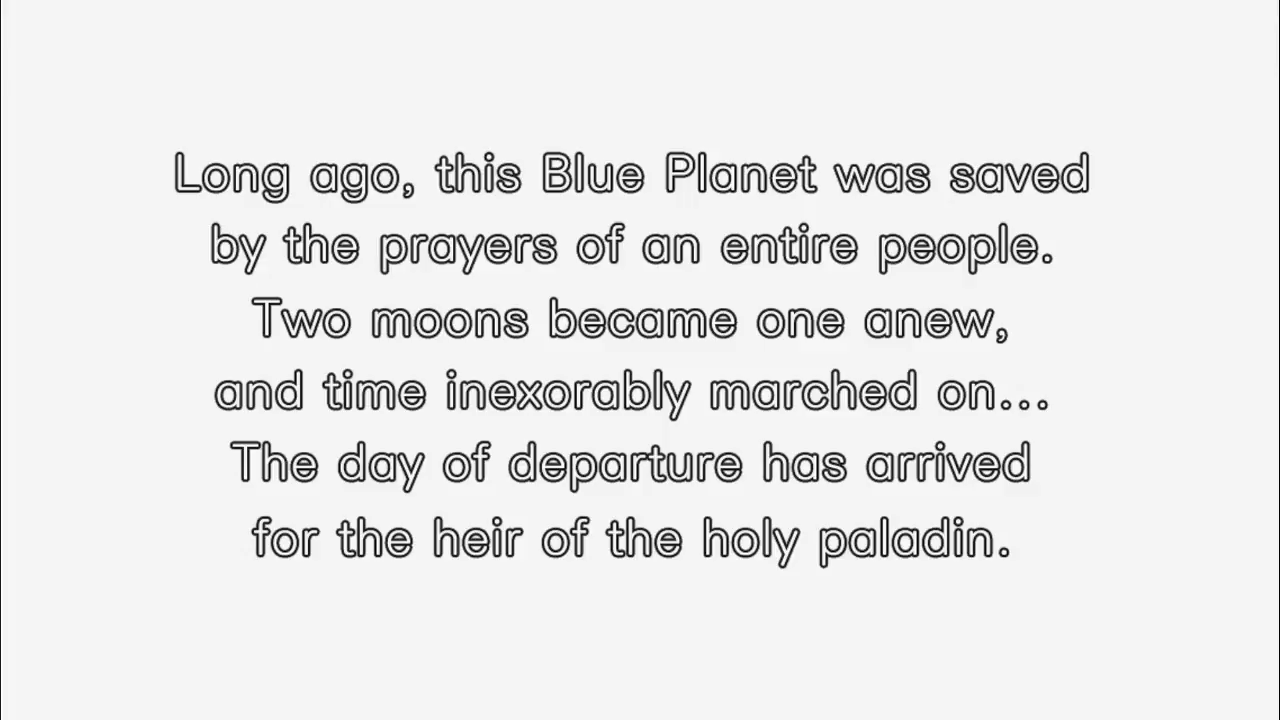 Long ago, this Blue Planet was saved
by the prayers of an entire people.
Two moons became one anew,
and time inexorably marched on...
The day of departure has arrived
for the heir of the holy paladin.